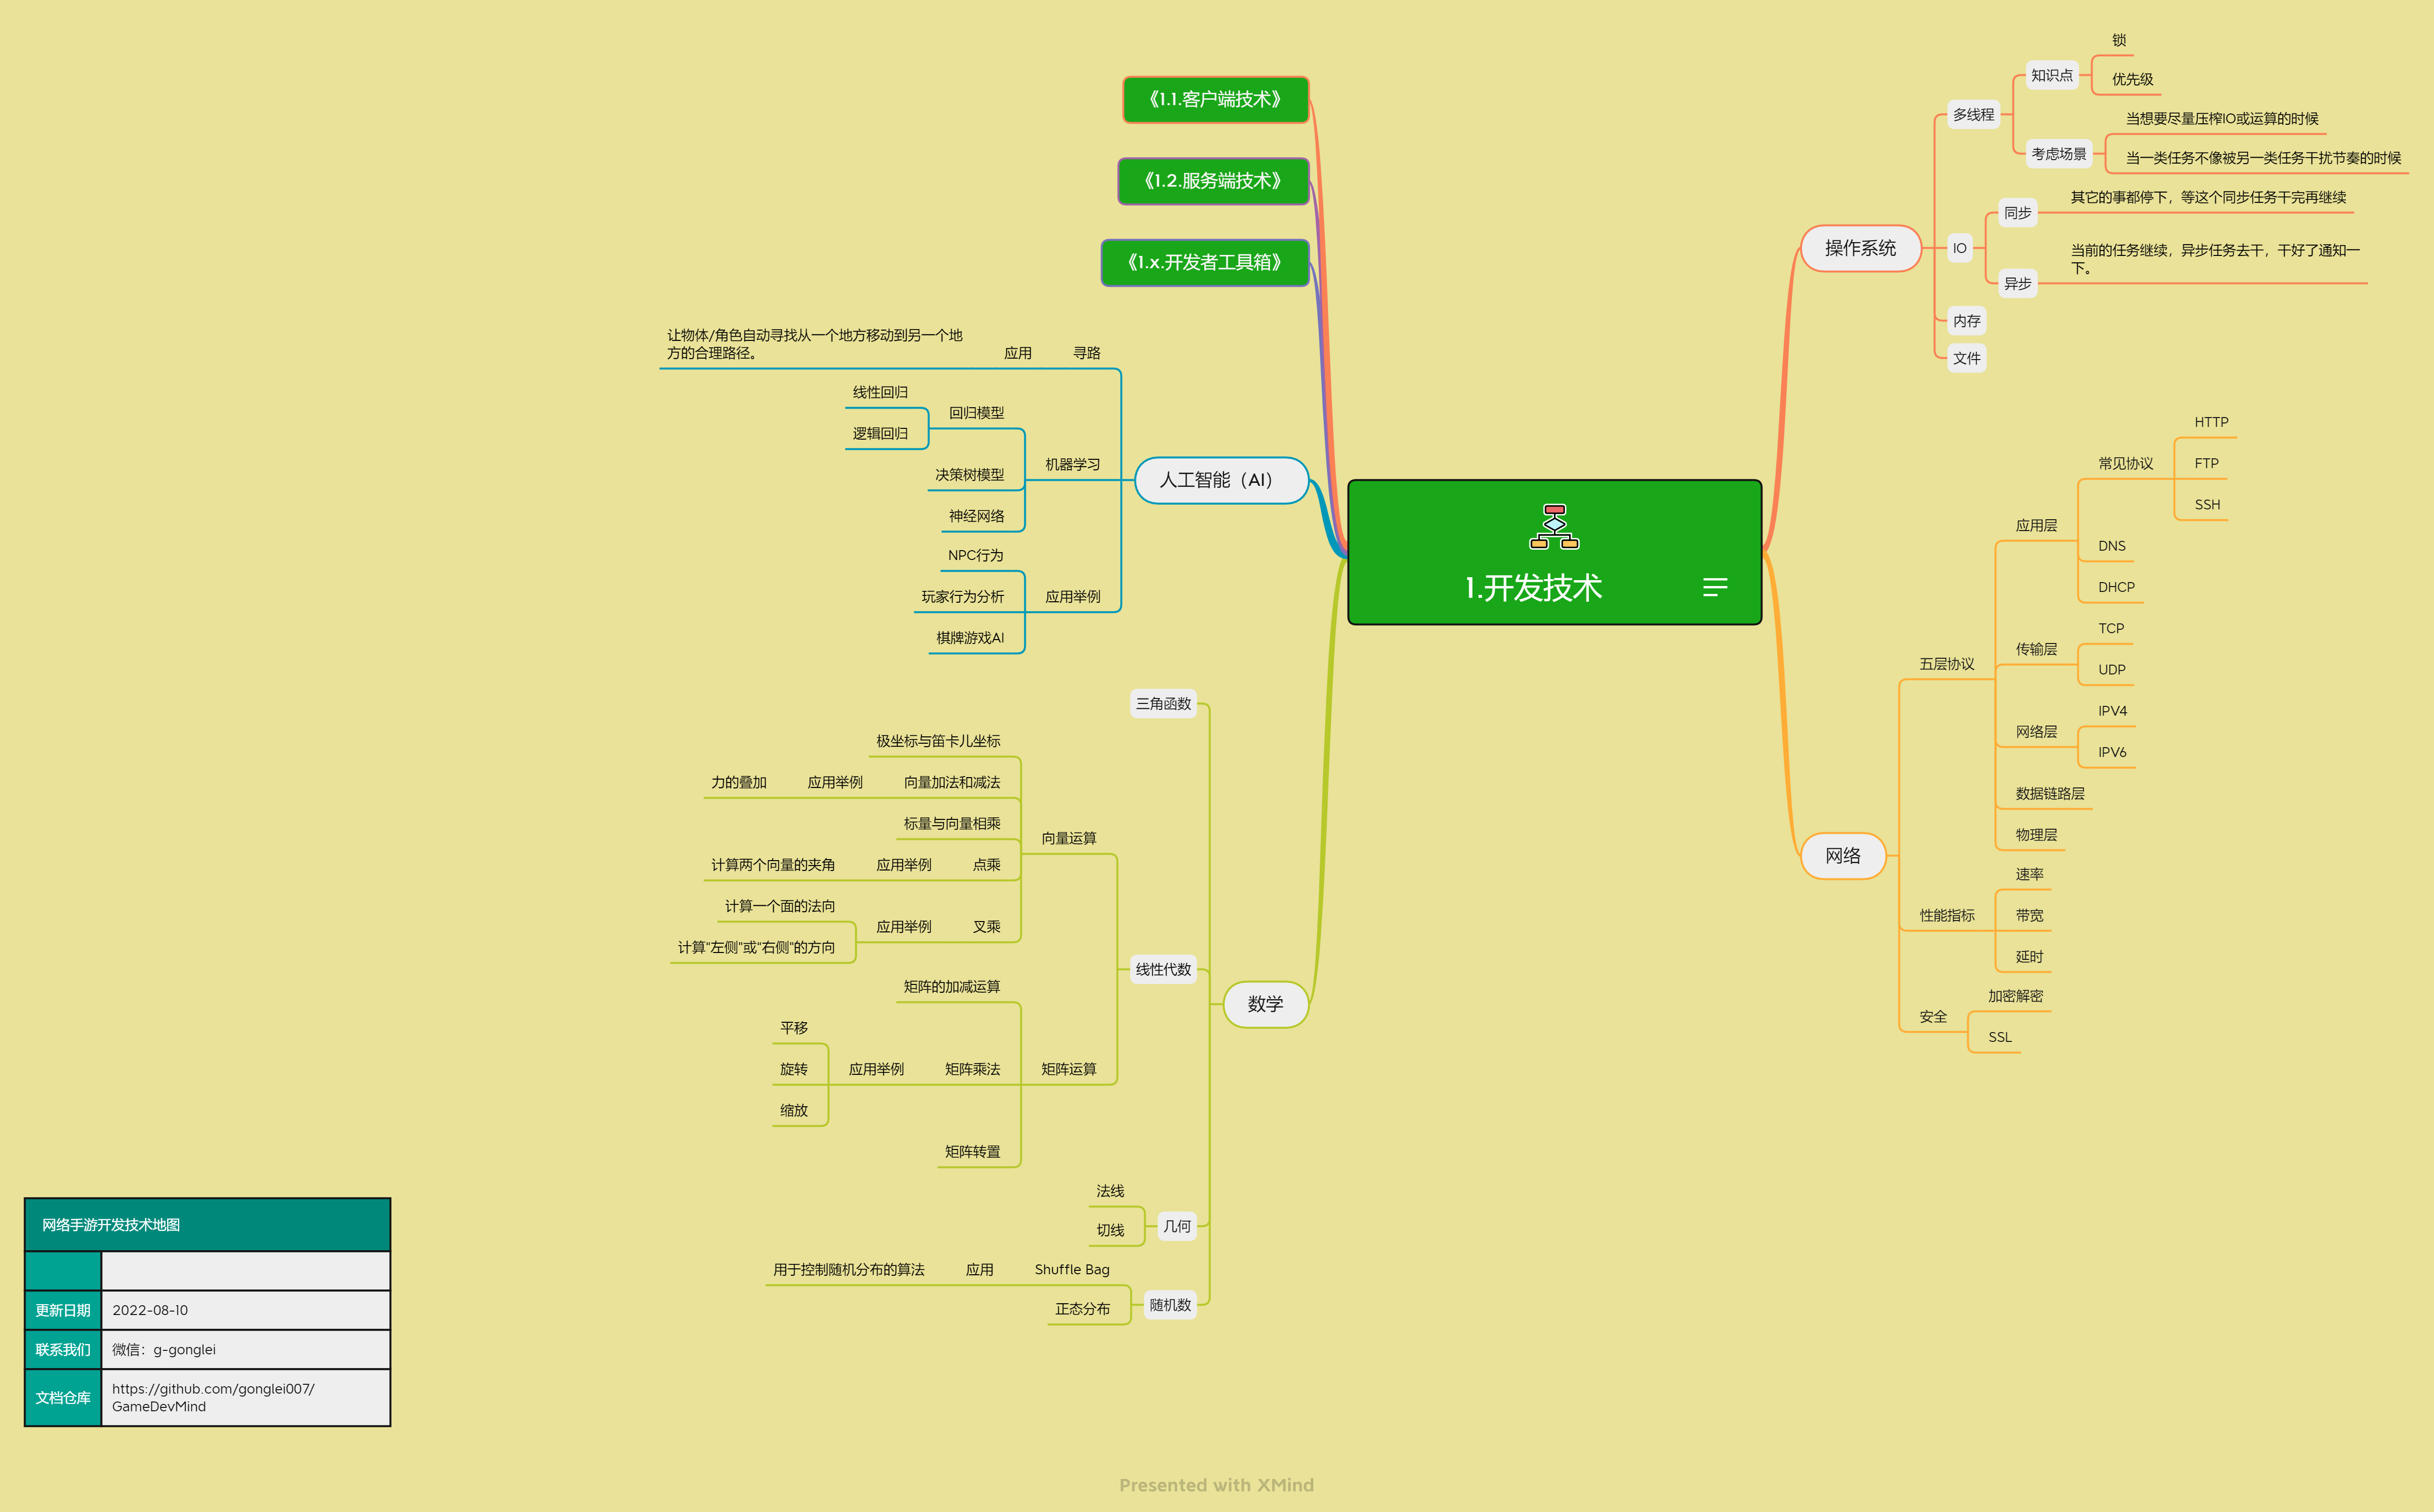 1.开发技术
操作系统
多线程
知识点
锁
优先级
考虑场景
当想要尽量压榨IO或运算的时候
当一类任务不像被另一类任务干扰节奏的时候
IO
同步
其它的事都停下，等这个同步任务干完再继续
异步
当前的任务继续，异步任务去干，干好了通知一
下。
内存
文件
网络
五层协议
应用层
常见协议
HTTP
FTP
SSH
DNS
DHCP
传输层
TCP
UDP
网络层
IPV4
IPV6
数据链路层
物理层
性能指标
速率
带宽
延时
安全
加密解密
SSL
《1.1.客户端技术》
《1.2.服务端技术》
《1.x.开发者工具箱》
人工智能（AI）
寻路
应用
让物体/角色自动寻找从一个地方移动到另一个地
方的合理路径。
机器学习
回归模型
线性回归
逻辑回归
决策树模型
神经网络
应用举例
NPC行为
玩家行为分析
棋牌游戏AI
数学
三角函数
线性代数
向量运算
极坐标与笛卡儿坐标
向量加法和减法
应用举例
力的叠加
标量与向量相乘
点乘
应用举例
计算两个向量的夹角
叉乘
应用举例
计算一个面的法向
计算“左侧”或“右侧”的方向
矩阵运算
矩阵的加减运算
矩阵乘法
应用举例
平移
旋转
缩放
矩阵转置
几何
法线
切线
随机数
Shuffle Bag
应用
用于控制随机分布的算法
正态分布
网络手游开发技术地图
更新日期
2022-08-10
联系我们
微信：g-gonglei
文档仓库
https://github.com/gonglei007/
GameDevMind
Presented with XMind